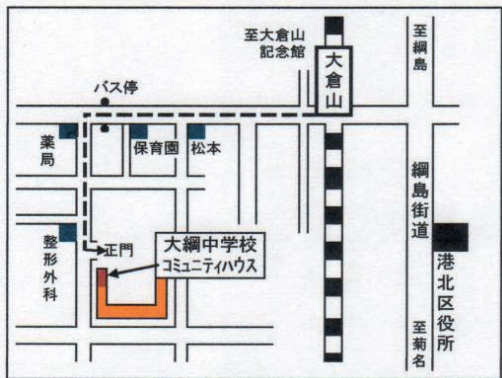 至大倉山
記念館
大倉山
至綱島
バス停
薬局
保育園
松本
綱島街道
整形外科
正門
大綱中学校
コミュニティハウス
港北区役所
至菊名